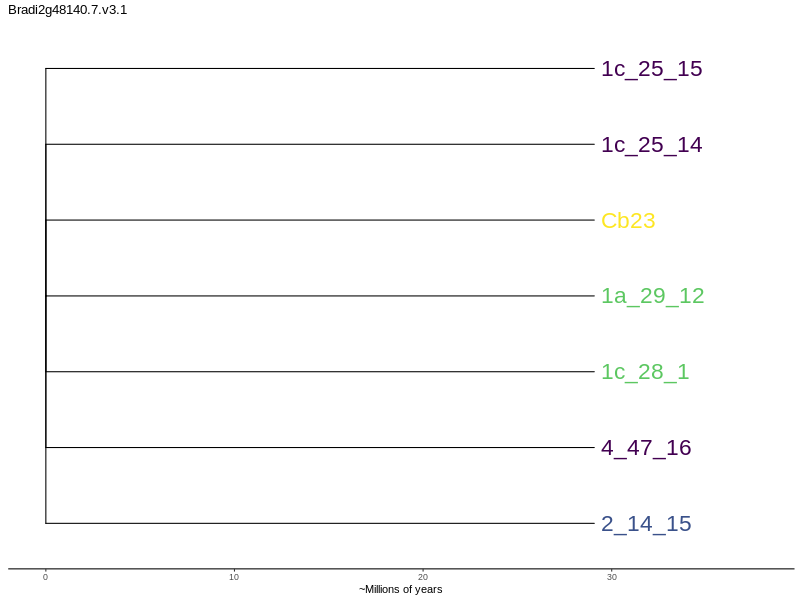 Bradi2g48140.7.v3.1
1c_25_15
1c_25_14
Cb23
1a_29_12
1c_28_1
4_47_16
2_14_15
0 10 20 30
~Millions of years